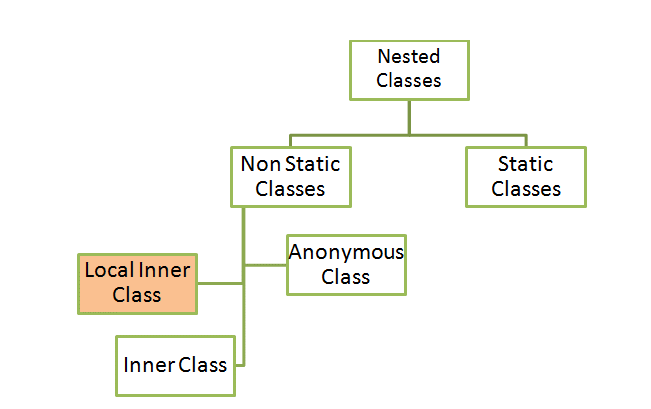 Nested
Classes
Non Static
Classes
Static
Classes
Anonymous
Class
Local Inner
Class
Inner Class